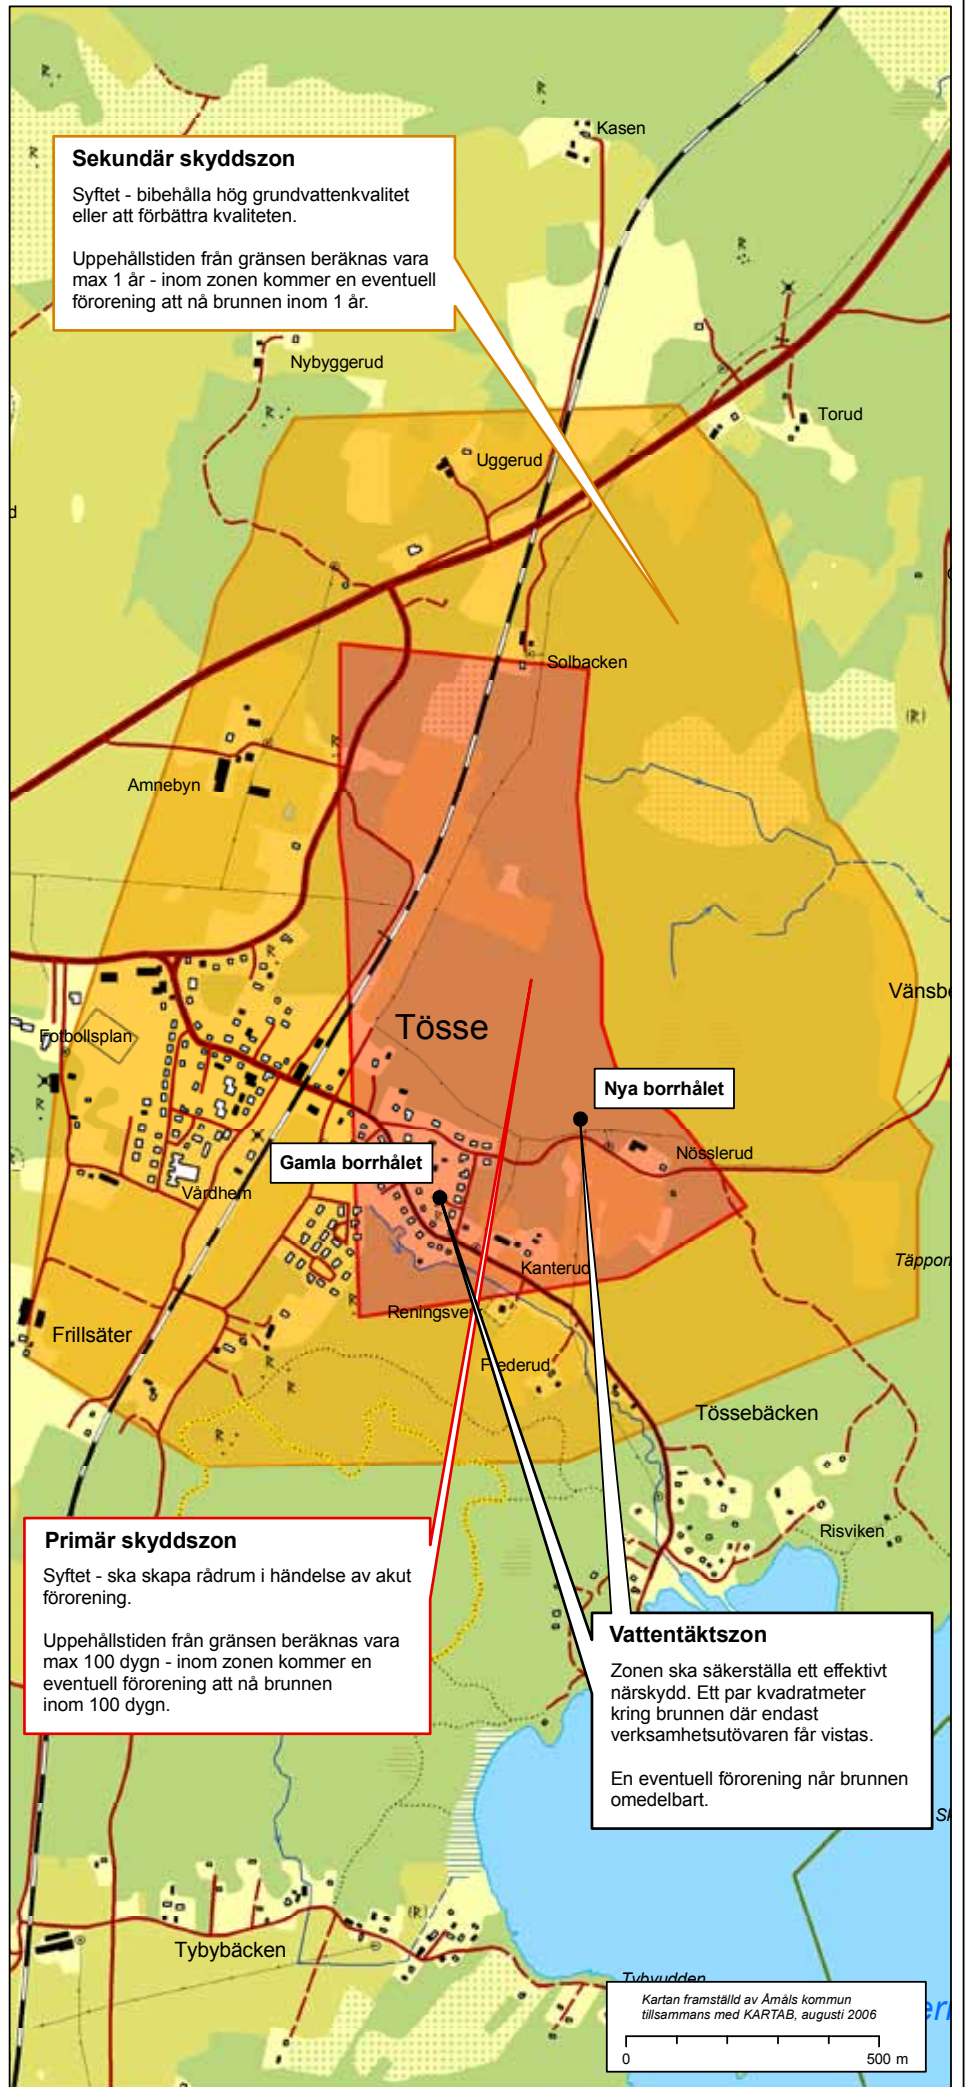 Kasen
Sekundär skyddszon
Syftet - bibehålla hög grundvattenkvalitet
eller att förbättra kvaliteten.
Uppehållstiden från gränsen beräknas vara
max 1 år - inom zonen kommer en eventuell
förorening att nå brunnen inom 1 år.
Nybyggerud
Torud
Uggerud
d
Solbacken
(R)
Amnebyn
Vänsbe
Tösse
Fotbollsplan
Nya borrhålet
Nösslerud
Gamla borrhålet
Vårdhem
Täppon
Kanterud
Reningsverk
Frillsäter
Tössebäcken
Risviken
Primär skyddszon
Syftet - ska skapa rådrum i händelse av akut
förorening.
Uppehållstiden från gränsen beräknas vara
max 100 dygn - inom zonen kommer en
eventuell förorening att nå brunnen
inom 100 dygn.
Vattentäktszon
Zonen ska säkerställa ett effektivt
närskydd. Ett par kvadratmeter
kring brunnen där endast
verksamhetsutövaren får vistas.
En eventuell förorening når brunnen
omedelbart.
(R)
Tybybäcken
Tybyudden
Kartan framställd av Åmåls kommun
tillsammans med KARTAB, augusti 2006
0 500 m